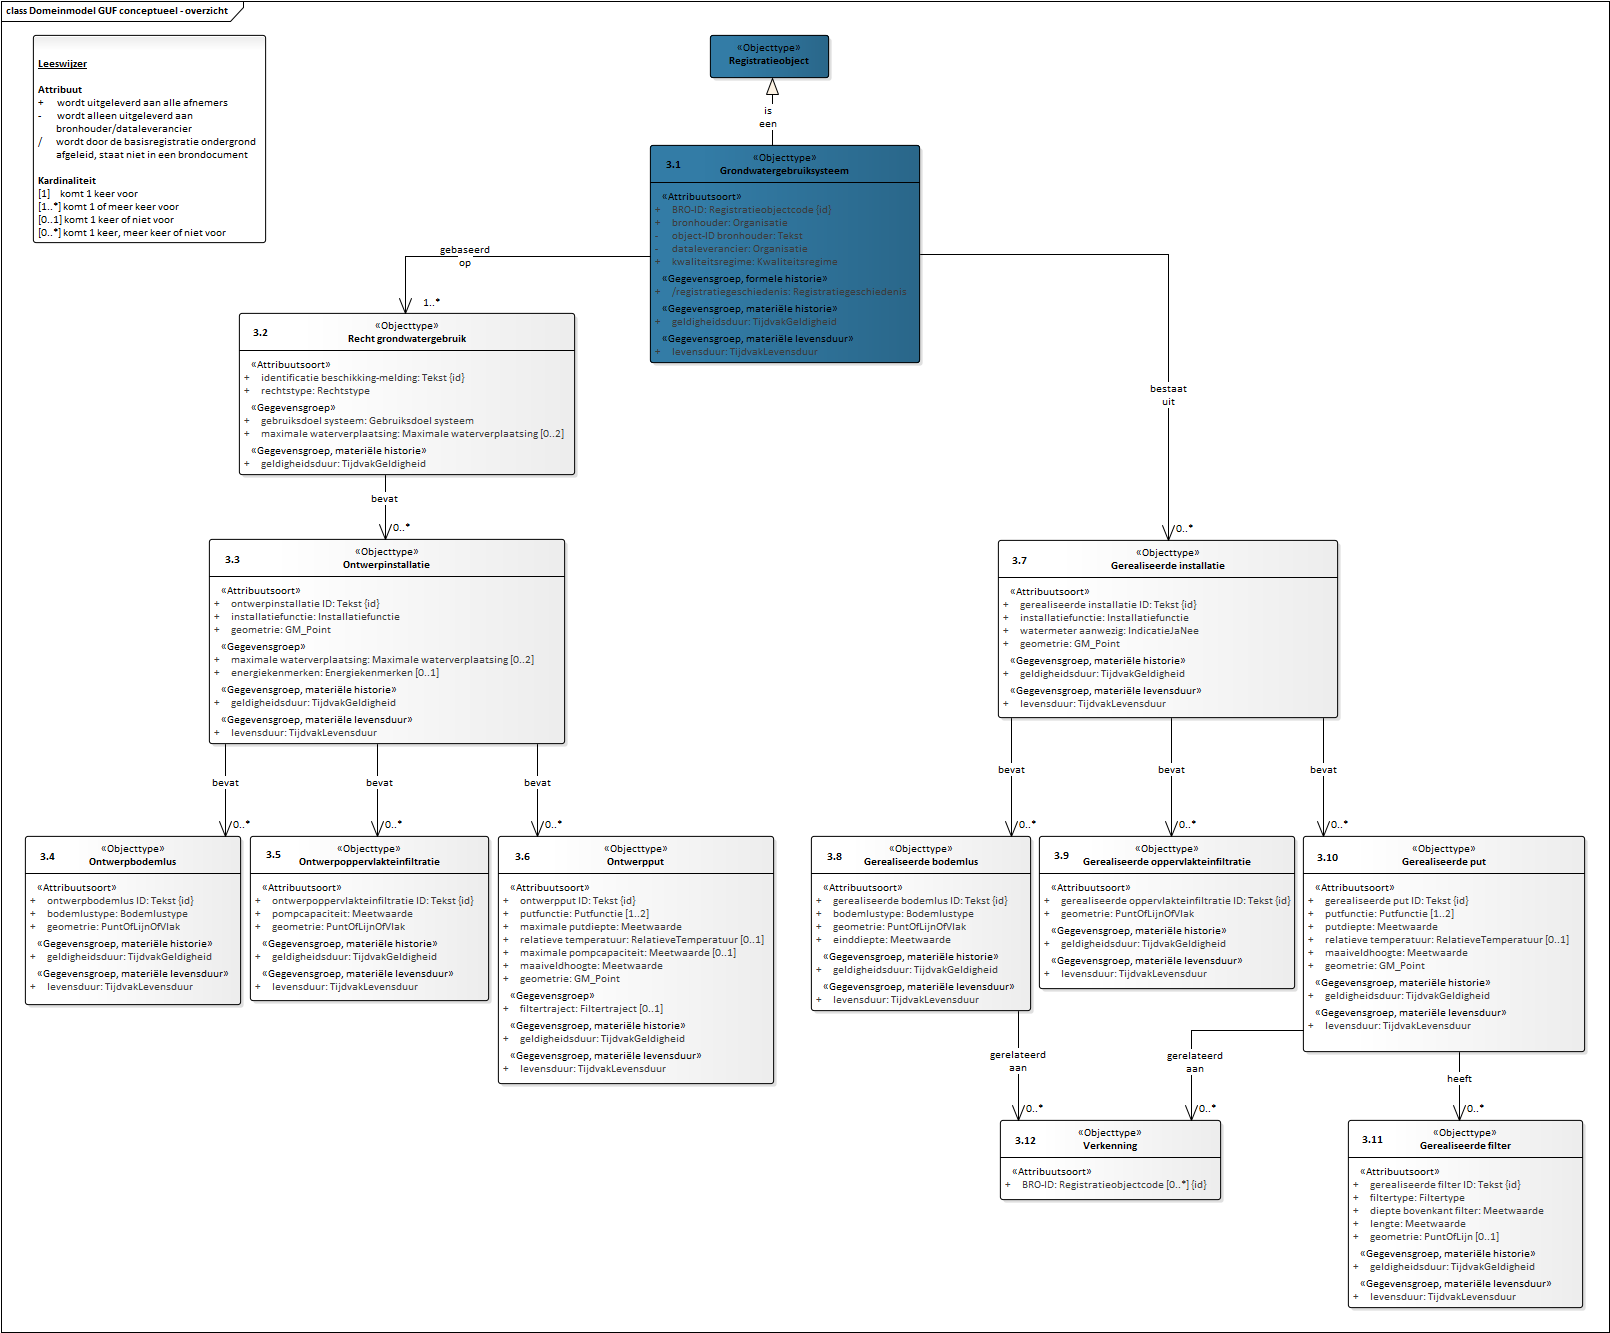 class Domeinmodel GUF conceptueel - overzicht
Leeswijzer
Attribuut
+ wordt uitgeleverd aan alle afnemers
- wordt alleen uitgeleverd aan
bronhouder/dataleverancier
/ wordt door de basisregistratie ondergrond
afgeleid, staat niet in een brondocument
Kardinaliteit
[1] komt 1 keer voor
[1..*] komt 1 of meer keer voor
[0..1] komt 1 keer of niet voor
[0..*] komt 1 keer, meer keer of niet voor
«Objecttype»
Registratieobject
is
een
3.1
«Objecttype»
Grondwatergebruiksysteem
«Attribuutsoort»
+ BRO-ID: Registratieobjectcode {id}
+ bronhouder: Organisatie
- object-ID bronhouder: Tekst
- dataleverancier: Organisatie
+ kwaliteitsregime: Kwaliteitsregime
«Gegevensgroep, formele historie»
+ /registratiegeschiedenis: Registratiegeschiedenis
«Gegevensgroep, materiële historie»
+ geldigheidsduur: TijdvakGeldigheid
«Gegevensgroep, materiële levensduur»
+ levensduur: TijdvakLevensduur
gebaseerd
op
1..*
3.2
«Objecttype»
Recht grondwatergebruik
«Attribuutsoort»
+ identificatie beschikking-melding: Tekst {id}
+ rechtstype: Rechtstype
«Gegevensgroep»
+ gebruiksdoel systeem: Gebruiksdoel systeem
+ maximale waterverplaatsing: Maximale waterverplaatsing [0..2]
«Gegevensgroep, materiële historie»
+ geldigheidsduur: TijdvakGeldigheid
bestaat
uit
0..*
bevat
0..*
3.3
«Objecttype»
Ontwerpinstallatie
«Attribuutsoort»
+ ontwerpinstallatie ID: Tekst {id}
+ installatiefunctie: Installatiefunctie
+ geometrie: GM_Point
«Gegevensgroep»
+ maximale waterverplaatsing: Maximale waterverplaatsing [0..2]
+ energiekenmerken: Energiekenmerken [0..1]
«Gegevensgroep, materiële historie»
+ geldigheidsduur: TijdvakGeldigheid
«Gegevensgroep, materiële levensduur»
+ levensduur: TijdvakLevensduur
3.7
«Objecttype»
Gerealiseerde installatie
«Attribuutsoort»
+ gerealiseerde installatie ID: Tekst {id}
+ installatiefunctie: Installatiefunctie
+ watermeter aanwezig: IndicatieJaNee
+ geometrie: GM_Point
«Gegevensgroep, materiële historie»
+ geldigheidsduur: TijdvakGeldigheid
«Gegevensgroep, materiële levensduur»
+ levensduur: TijdvakLevensduur
bevat
0..*
bevat
0..*
bevat
0..*
bevat
0..*
bevat
0..*
bevat
0..*
3.4
«Objecttype»
Ontwerpbodemlus
«Attribuutsoort»
+ ontwerpbodemlus ID: Tekst {id}
+ bodemlustype: Bodemlustype
+ geometrie: PuntOfLijnOfVlak
«Gegevensgroep, materiële historie»
+ geldigheidsduur: TijdvakGeldigheid
«Gegevensgroep, materiële levensduur»
+ levensduur: TijdvakLevensduur
3.5
«Objecttype»
Ontwerpoppervlakteinfiltratie
«Attribuutsoort»
+ ontwerpoppervlakteinfiltratie ID: Tekst {id}
+ pompcapaciteit: Meetwaarde
+ geometrie: PuntOfLijnOfVlak
«Gegevensgroep, materiële historie»
+ geldigheidsduur: TijdvakGeldigheid
«Gegevensgroep, materiële levensduur»
+ levensduur: TijdvakLevensduur
3.6
«Objecttype»
Ontwerpput
«Attribuutsoort»
+ ontwerpput ID: Tekst {id}
+ putfunctie: Putfunctie [1..2]
+ maximale putdiepte: Meetwaarde
+ relatieve temperatuur: RelatieveTemperatuur [0..1]
+ maximale pompcapaciteit: Meetwaarde [0..1]
+ maaiveldhoogte: Meetwaarde
+ geometrie: GM_Point
«Gegevensgroep»
+ filtertraject: Filtertraject [0..1]
«Gegevensgroep, materiële historie»
+ geldigheidsduur: TijdvakGeldigheid
«Gegevensgroep, materiële levensduur»
+ levensduur: TijdvakLevensduur
3.8
«Objecttype»
Gerealiseerde bodemlus
«Attribuutsoort»
+ gerealiseerde bodemlus ID: Tekst {id}
+ bodemlustype: Bodemlustype
+ geometrie: PuntOfLijnOfVlak
+ einddiepte: Meetwaarde
«Gegevensgroep, materiële historie»
+ geldigheidsduur: TijdvakGeldigheid
«Gegevensgroep, materiële levensduur»
+ levensduur: TijdvakLevensduur
3.9
«Objecttype»
Gerealiseerde oppervlakteinfiltratie
«Attribuutsoort»
+ gerealiseerde oppervlakteinfiltratie ID: Tekst {id}
+ geometrie: PuntOfLijnOfVlak
«Gegevensgroep, materiële historie»
+ geldigheidsduur: TijdvakGeldigheid
«Gegevensgroep, materiële levensduur»
+ levensduur: TijdvakLevensduur
3.10
«Objecttype»
Gerealiseerde put
«Attribuutsoort»
+ gerealiseerde put ID: Tekst {id}
+ putfunctie: Putfunctie [1..2]
+ putdiepte: Meetwaarde
+ relatieve temperatuur: RelatieveTemperatuur [0..1]
+ maaiveldhoogte: Meetwaarde
+ geometrie: GM_Point
«Gegevensgroep, materiële historie»
+ geldigheidsduur: TijdvakGeldigheid
«Gegevensgroep, materiële levensduur»
+ levensduur: TijdvakLevensduur
gerelateerd
aan
0..*
gerelateerd
aan
0..*
heeft
0..*
3.12
«Objecttype»
Verkenning
«Attribuutsoort»
+ BRO-ID: Registratieobjectcode [0..*] {id}
3.11
«Objecttype»
Gerealiseerde filter
«Attribuutsoort»
+ gerealiseerde filter ID: Tekst {id}
+ filtertype: Filtertype
+ diepte bovenkant filter: Meetwaarde
+ lengte: Meetwaarde
+ geometrie: PuntOfLijn [0..1]
«Gegevensgroep, materiële historie»
+ geldigheidsduur: TijdvakGeldigheid
«Gegevensgroep, materiële levensduur»
+ levensduur: TijdvakLevensduur